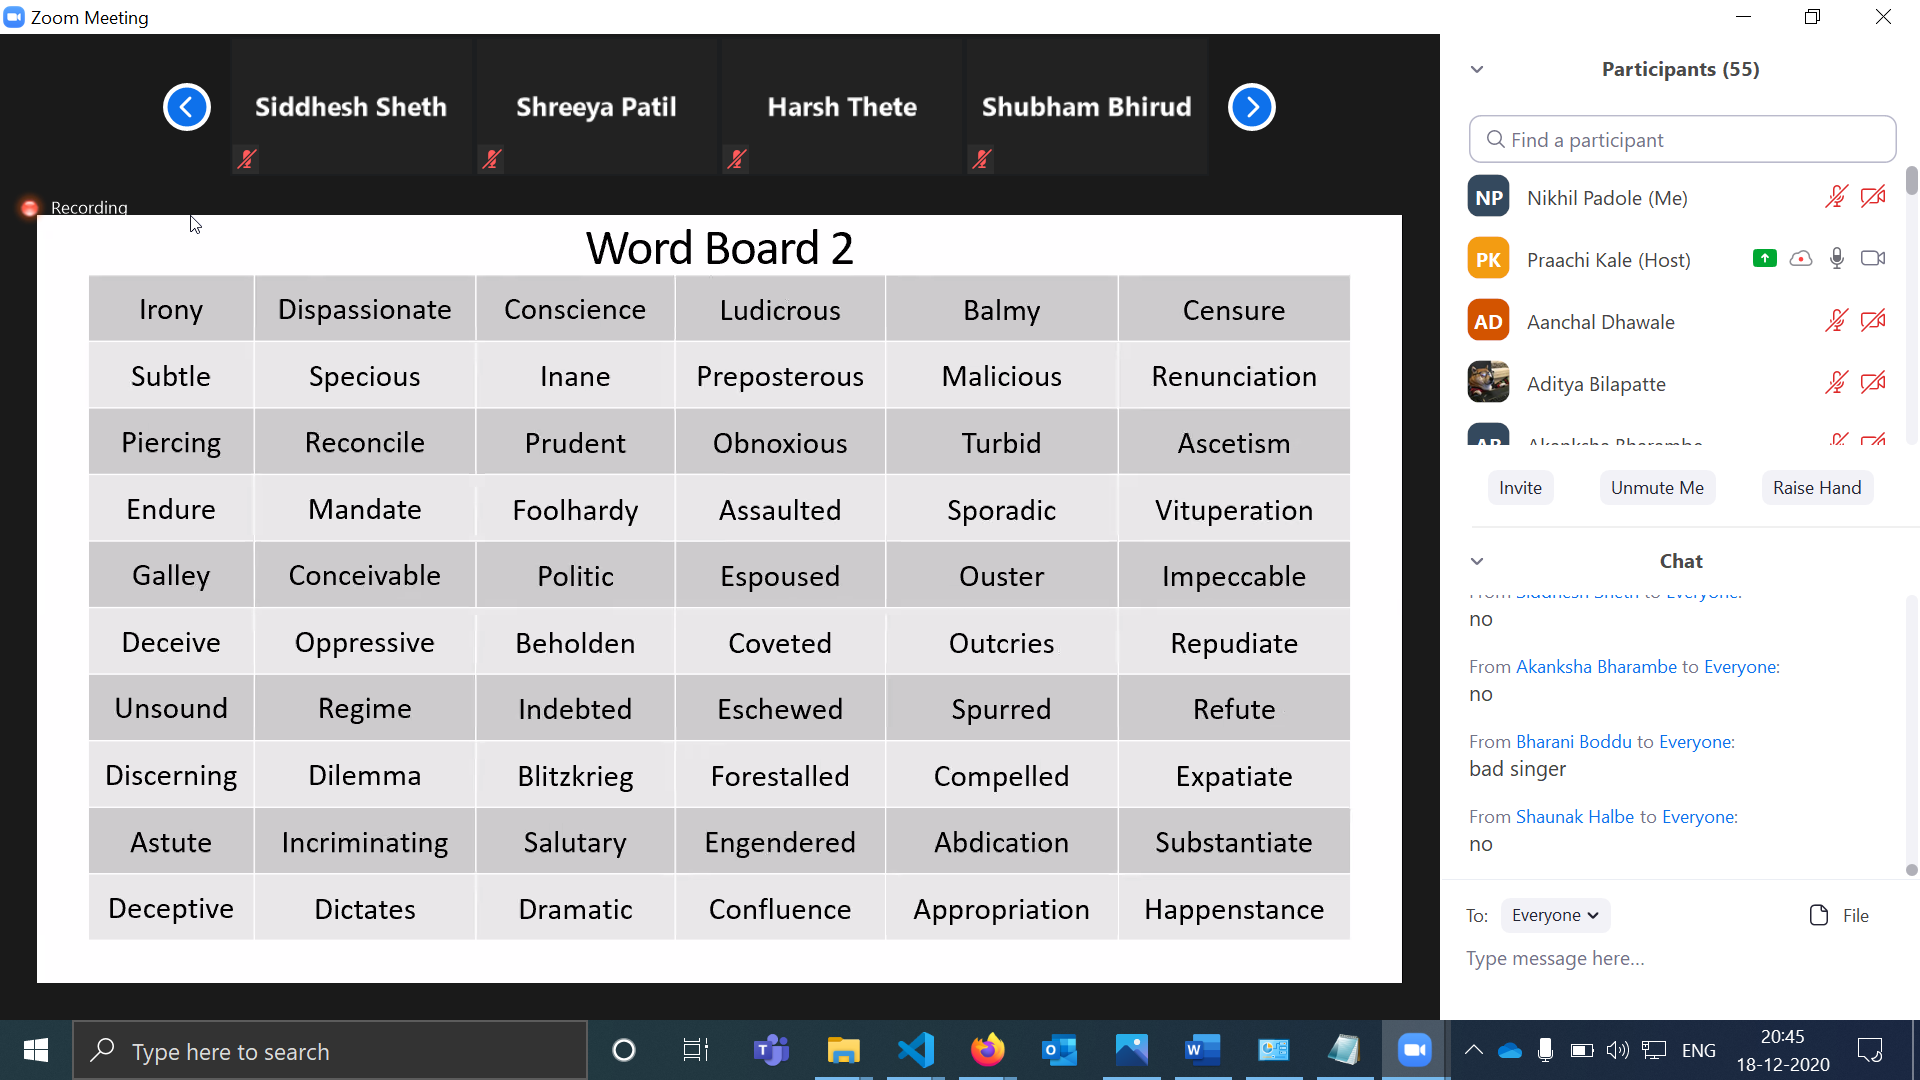 Zoom Meeting
Siddhesh Sheth
Shreeya Patil
Harsh Thete
Shubham Bhirud
Recording
Word Board 2
Irony Dispassionate Conscience Ludicrous Balmy Censure
Subtle Specious Inane Preposterous Malicious Renunciation
Piercing Reconcile Prudent Obnoxious Turbid Ascetism
Endure Mandate Foolhardy Assaulted Sporadic Vituperation
Galley Conceivable Politic Espoused Ouster Impeccable
Deceive Oppressive Beholden Coveted Outcries Repudiate
Unsound Regime Indebted Eschewed Spurred Refute
Discerning Dilemma Blitzkrieg Forestalled Compelled Expatiate
Astute Incriminating Salutary Engendered Abdication Substantiate
Deceptive Dictates Dramatic Confluence Appropriation Happenstance
Participants (55)
Find a participant
NP Nikhil Padole (Me)
PK Praachi Kale (Host)
AD Aanchal Dhawale
Aditya Bilapatte
AB Akanksha Bharambe
Invite Unmute Me Raise Hand
Chat
From Siddhesh Sheth to Everyone:
no
From Akanksha Bharambe to Everyone:
no
From Bharani Boddu to Everyone:
bad singer
From Shaunak Halbe to Everyone:
no
To: Everyone File
Type message here...
Type here to search
ENG
20:45
18-12-2020